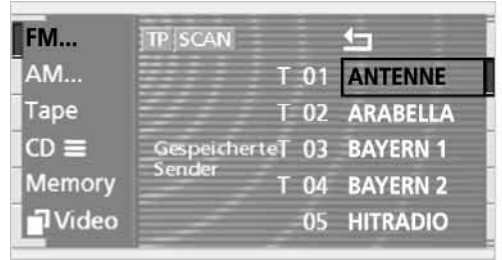 FM...
AM...
Tape
CD
Memory
Video
TP SCAN
Gespeicherte
Sender
T 01 ANTENNE
T 02 ARABELLA
T 03 BAYERN 1
T 04 BAYERN 2
05 HITRADIO